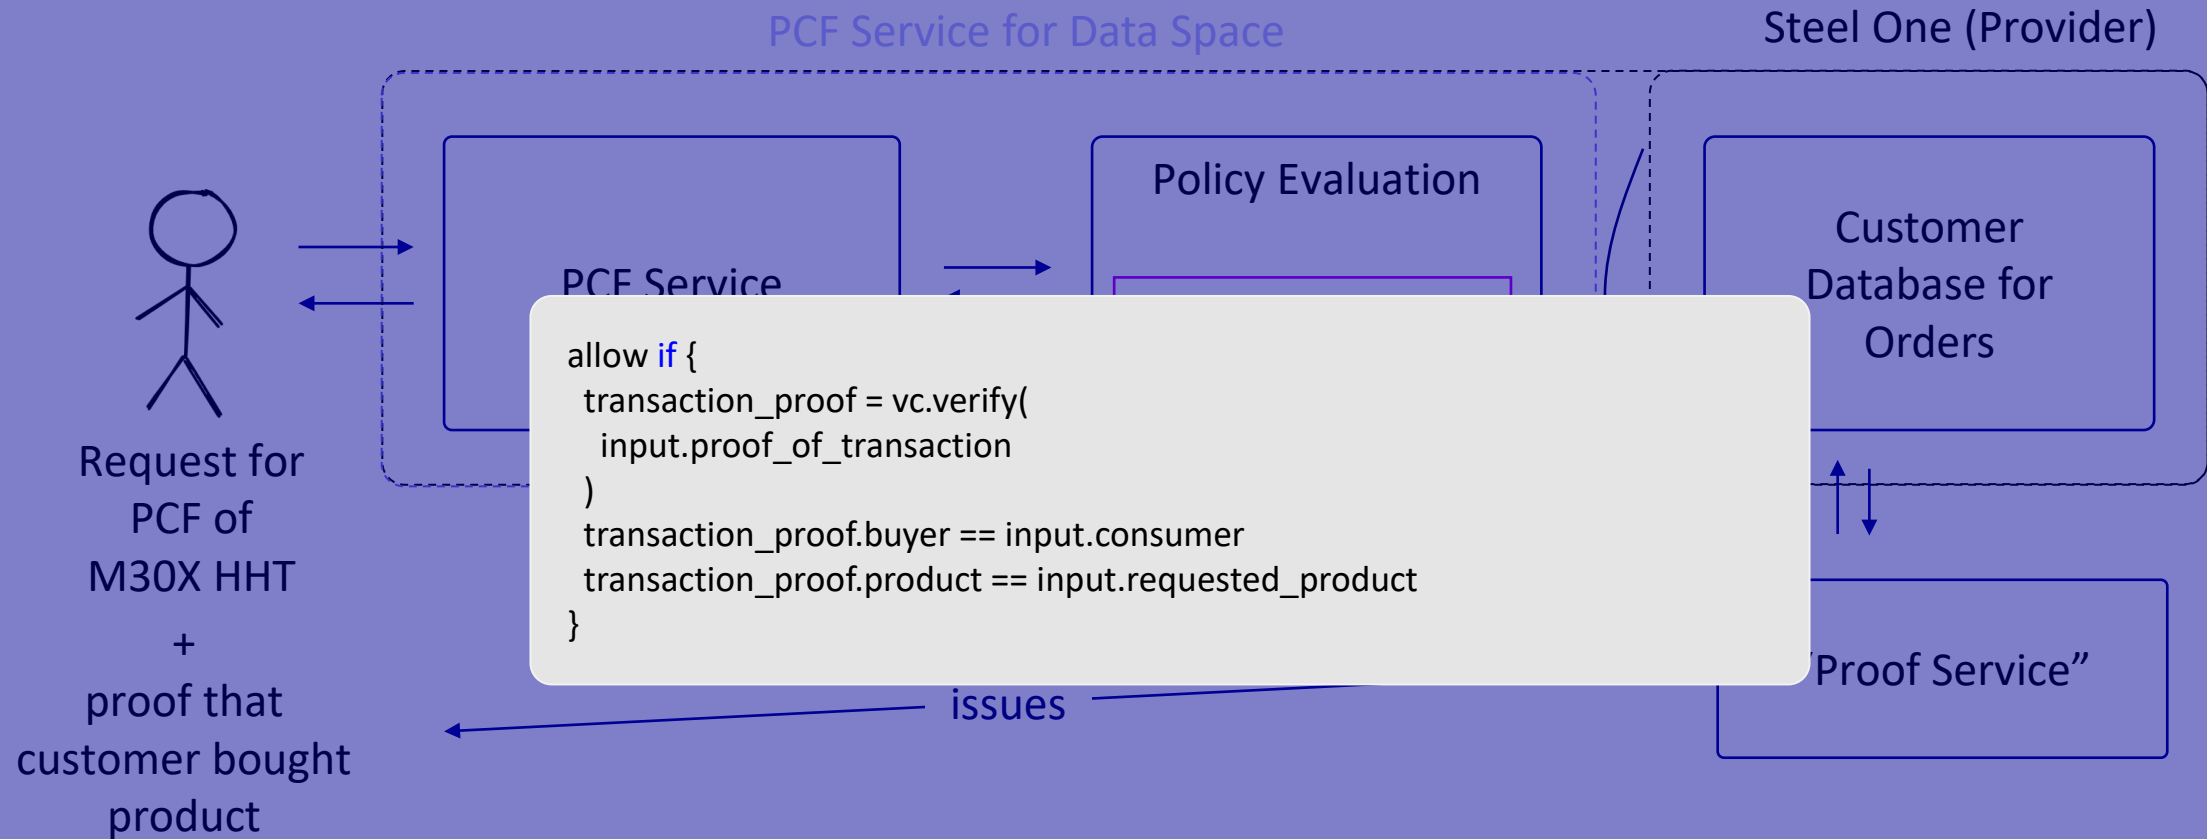 PCF Service for Data Space
Steel One (Provider)
PCF Service
Policy Evaluation
Customer
Database for
Orders
allow if {
transaction_proof = vc.verify(
input.proof_of_transaction
)
transaction_proof.buyer == input.consumer
transaction_proof.product == input.requested_product
}
Request for
PCF of
M30X HHT
+
proof that
customer bought
product
issues
“Proof Service”